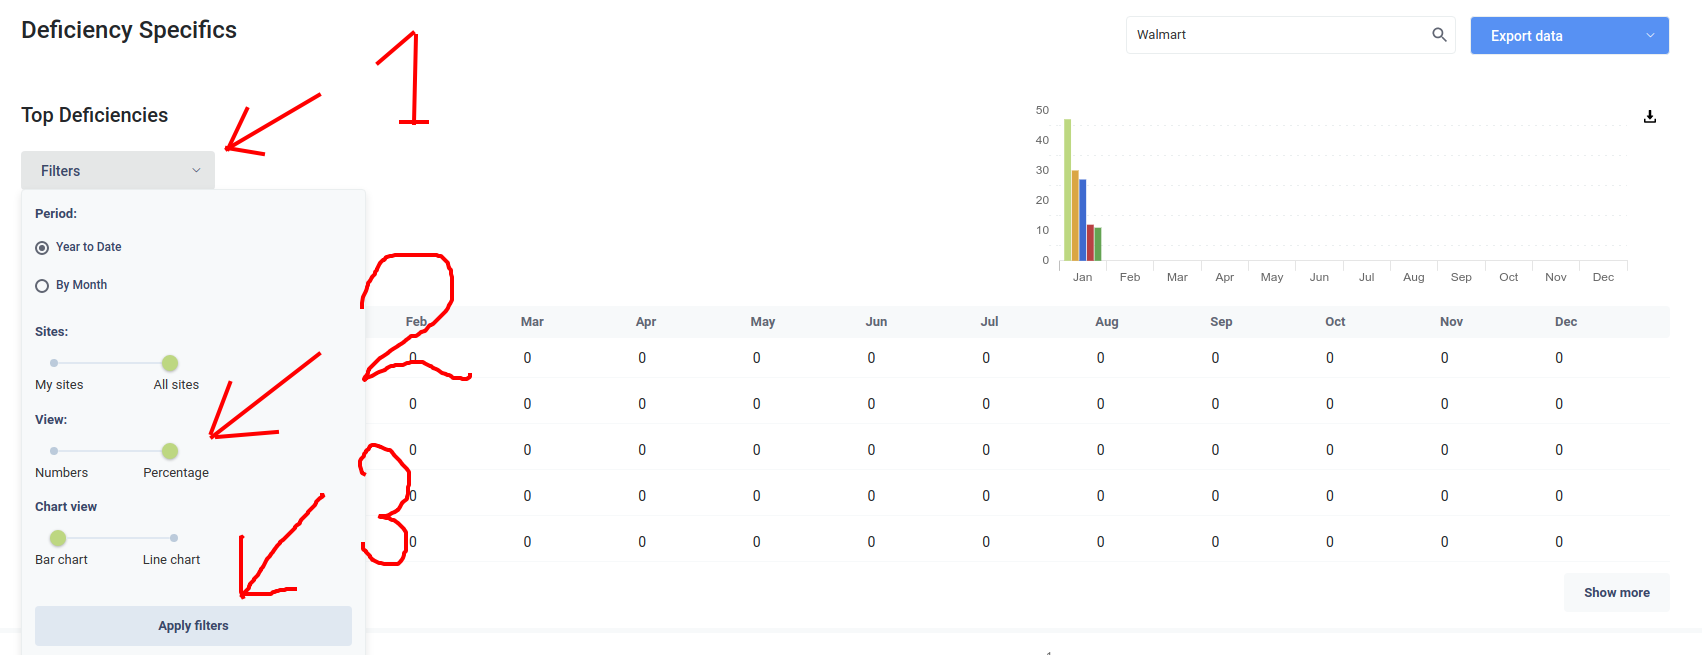 Deficiency Specifics
Walmart
Export data
1
Top Deficiencies
Filters
Period:
Year to Date
By Month
Sites:
My sites All sites
View:
Numbers Percentage
Chart view
Bar chart Line chart
Apply filters
2
3
50
40
30
20
10
0
Jan Feb Mar Apr May Jun Jul Aug Sep Oct Nov Dec
Feb Mar Apr May Jun Jul Aug Sep Oct Nov Dec
0 0 0 0 0 0 0 0 0 0 0
0 0 0 0 0 0 0 0 0 0 0
0 0 0 0 0 0 0 0 0 0 0
0 0 0 0 0 0 0 0 0 0 0
0 0 0 0 0 0 0 0 0 0 0
Show more